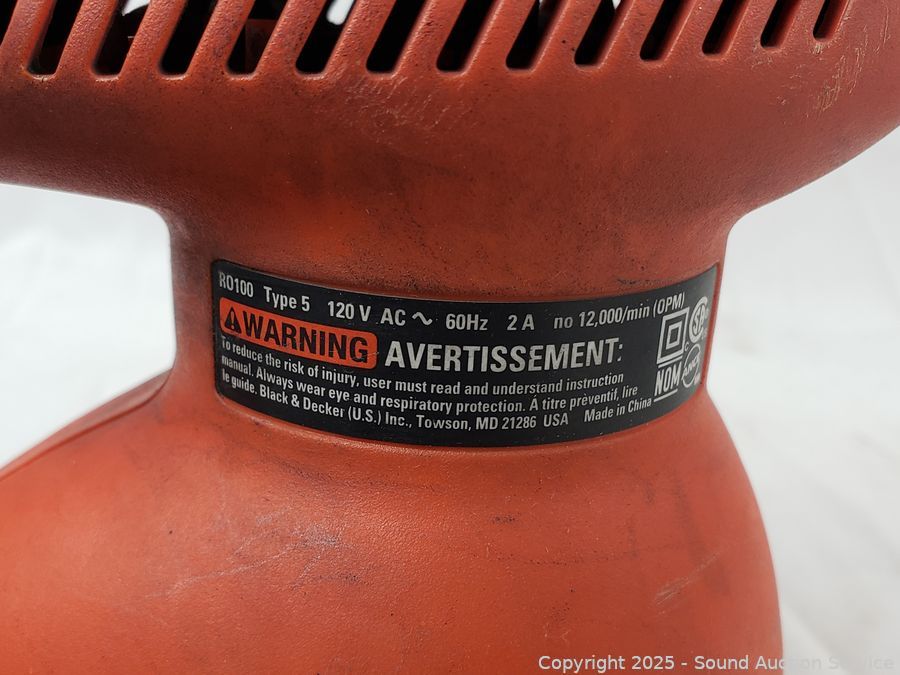 RO100 Type 5 120 V AC ~ 60Hz 2 A no 12,000/min (OPM)
WARNING AVERTISSEMENT:
To reduce the risk of injury, user must read and understand instruction
manual. Always wear eye and respiratory protection. Á titre prèventif, lire
le guide. Black & Decker (U.S.) Inc., Towson, MD 21286 USA Made in China
NOM
Copyright © 2025 - Sound Auction Service